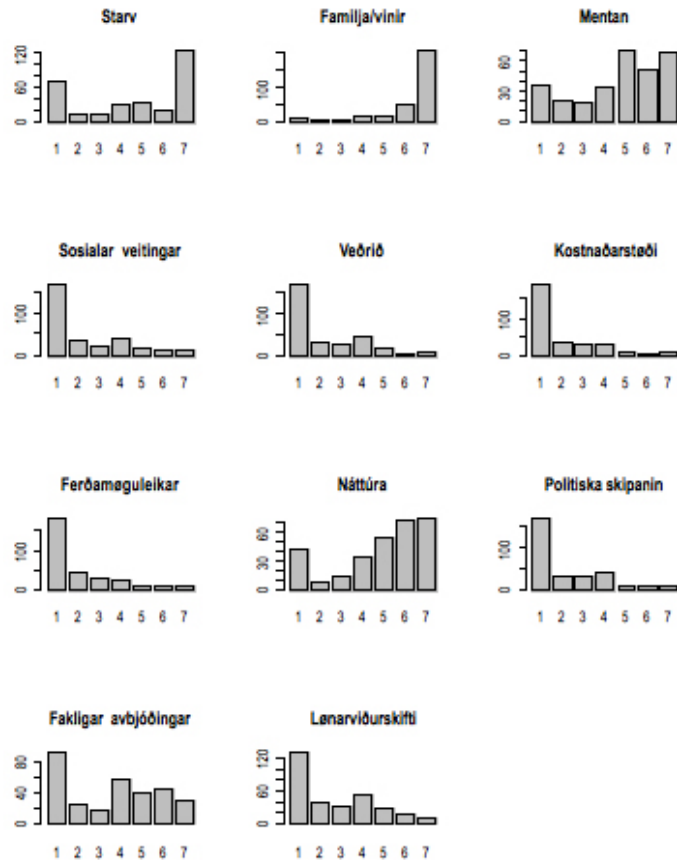 Starv
Familja/vinir
Mentan
0 60 120
0 100
0 30 60
1 2 3 4 5 6 7
1 2 3 4 5 6 7
1 2 3 4 5 6 7
Sosialar veitingar
Veðrið
Kostnaðarstøði
0 100
0 100
0 100
1 2 3 4 5 6 7
1 2 3 4 5 6 7
1 2 3 4 5 6 7
Ferðamøguleikar
Náttúra
Politiska skipanin
0 100
0 30 60
0 100
1 2 3 4 5 6 7
1 2 3 4 5 6 7
1 2 3 4 5 6 7
Fakligar avbjóðingar
Lønarviðurskifti
0 40 80
0 60 120
1 2 3 4 5 6 7
1 2 3 4 5 6 7